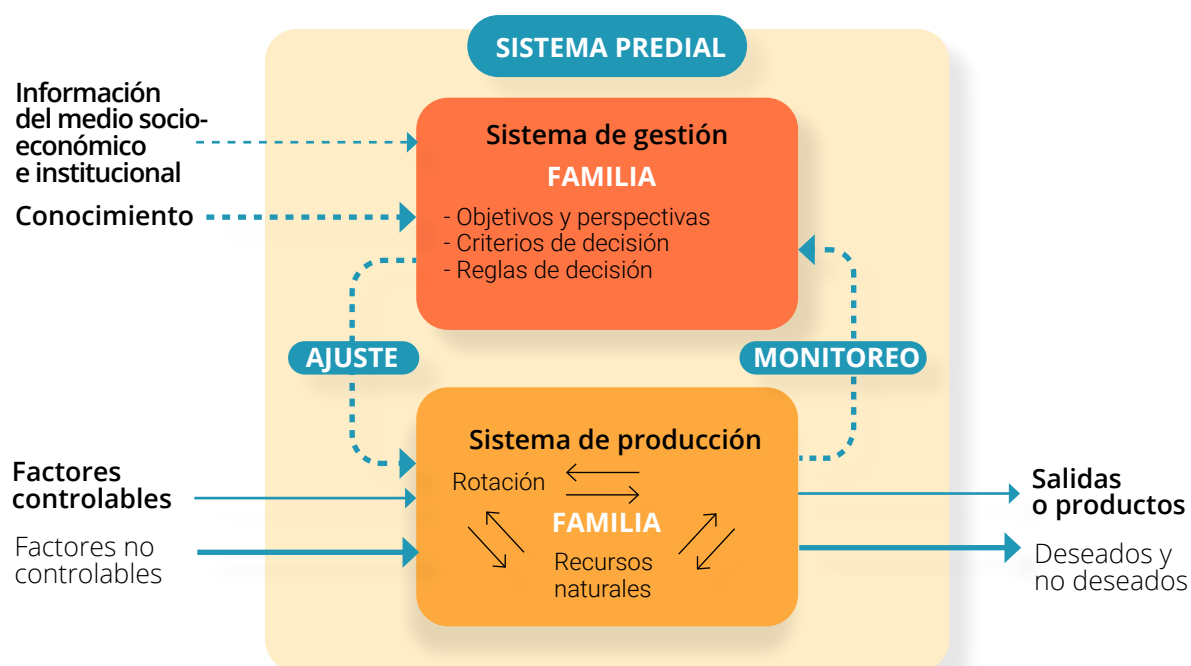 SISTEMA PREDIAL
Información
del medio socio-
económico
e institucional
Conocimiento
Sistema de gestión
FAMILIA
- Objetivos y perspectivas
- Criterios de decisión
- Reglas de decisión
AJUSTE
MONITOREO
Sistema de producción
Rotación
FAMILIA
Recursos
naturales
Factores
controlables
Factores no
controlables
Salidas
o productos
Deseados y
no deseados